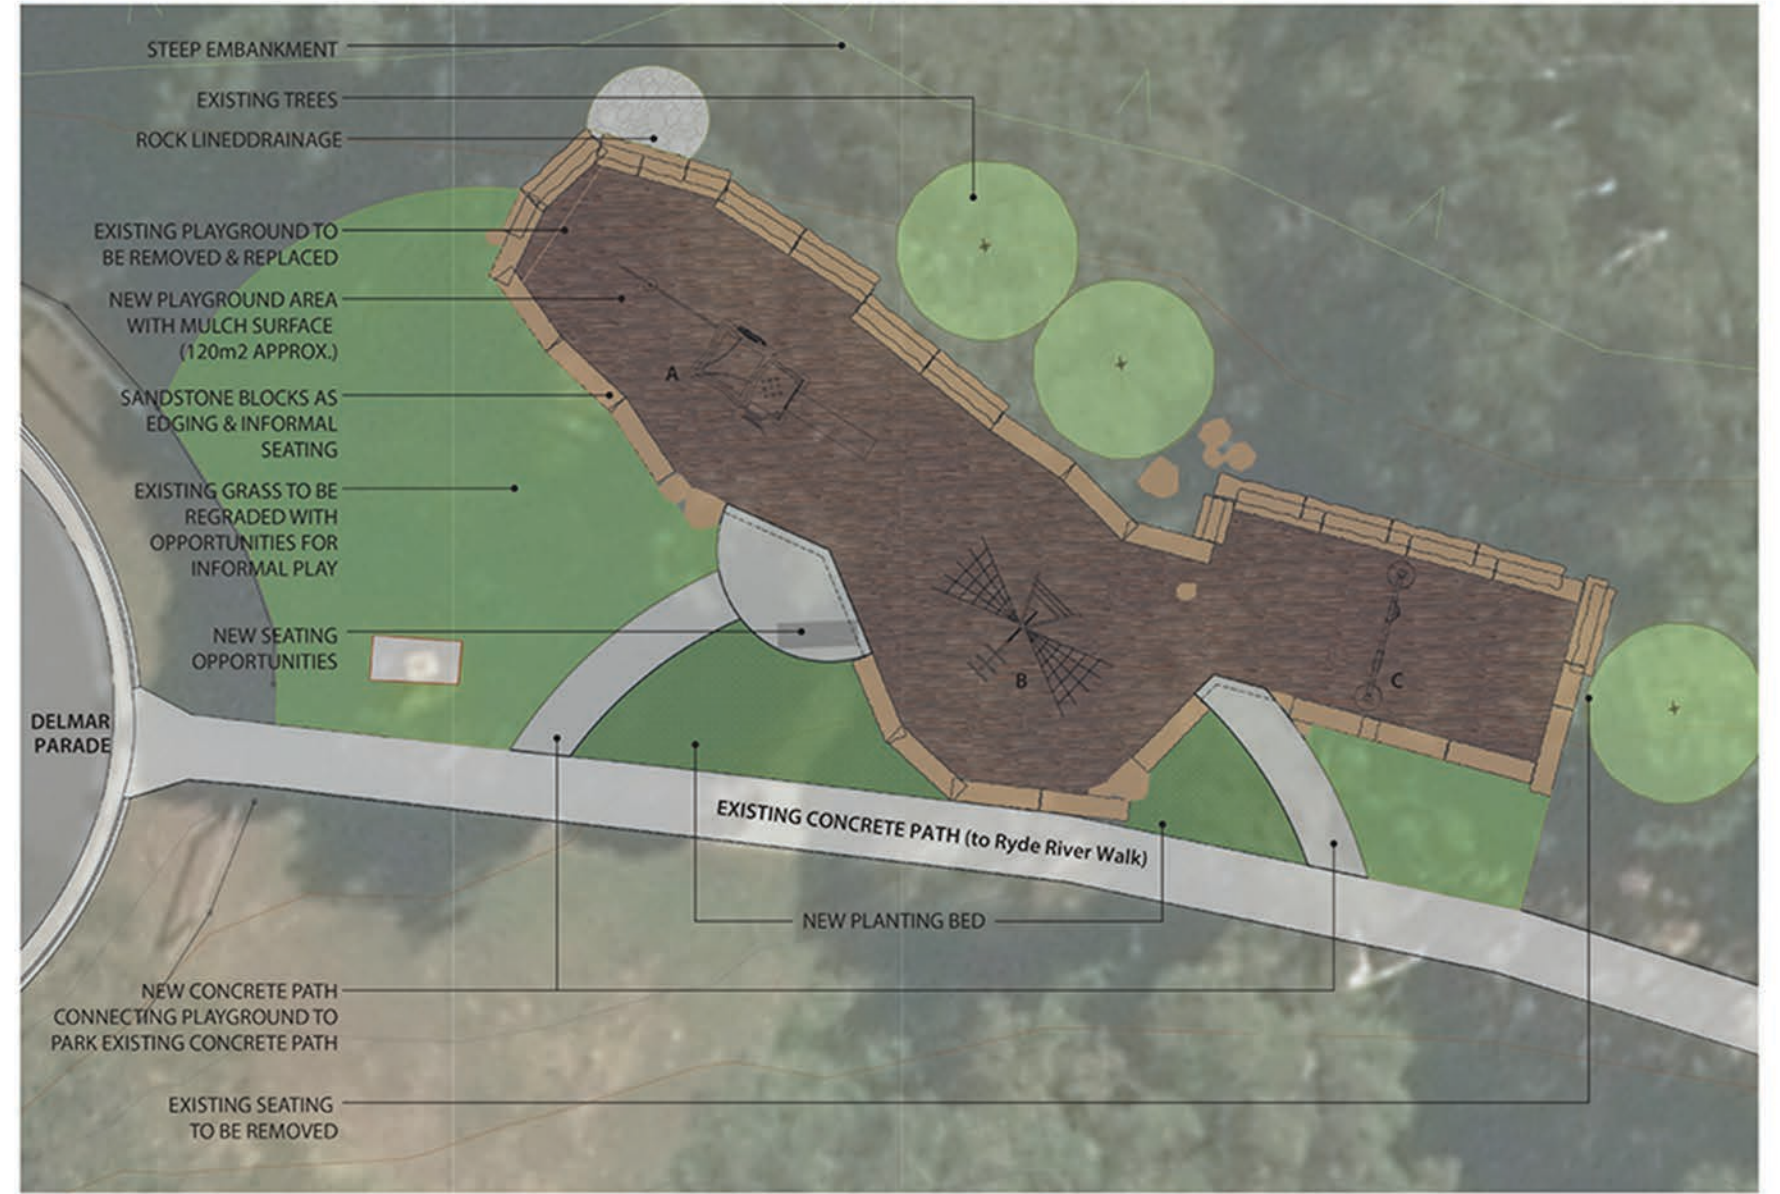 STEEP EMBANKMENT
EXISTING TREES
ROCK LINEDDRAINAGE
EXISTING PLAYGROUND TO
BE REMOVED & REPLACED
NEW PLAYGROUND AREA
WITH MULCH SURFACE
(120m2 APPROX.)
A
SANDSTONE BLOCKS AS
EDGING & INFORMAL
SEATING
EXISTING GRASS TO BE
REGRADED WITH
OPPORTUNITIES FOR
INFORMAL PLAY
NEW SEATING
OPPORTUNITIES
B
C
DELMAR
PARADE
EXISTING CONCRETE PATH (to Ryde River Walk)
NEW PLANTING BED
NEW CONCRETE PATH
CONNECTING PLAYGROUND TO
PARK EXISTING CONCRETE PATH
EXISTING SEATING
TO BE REMOVED